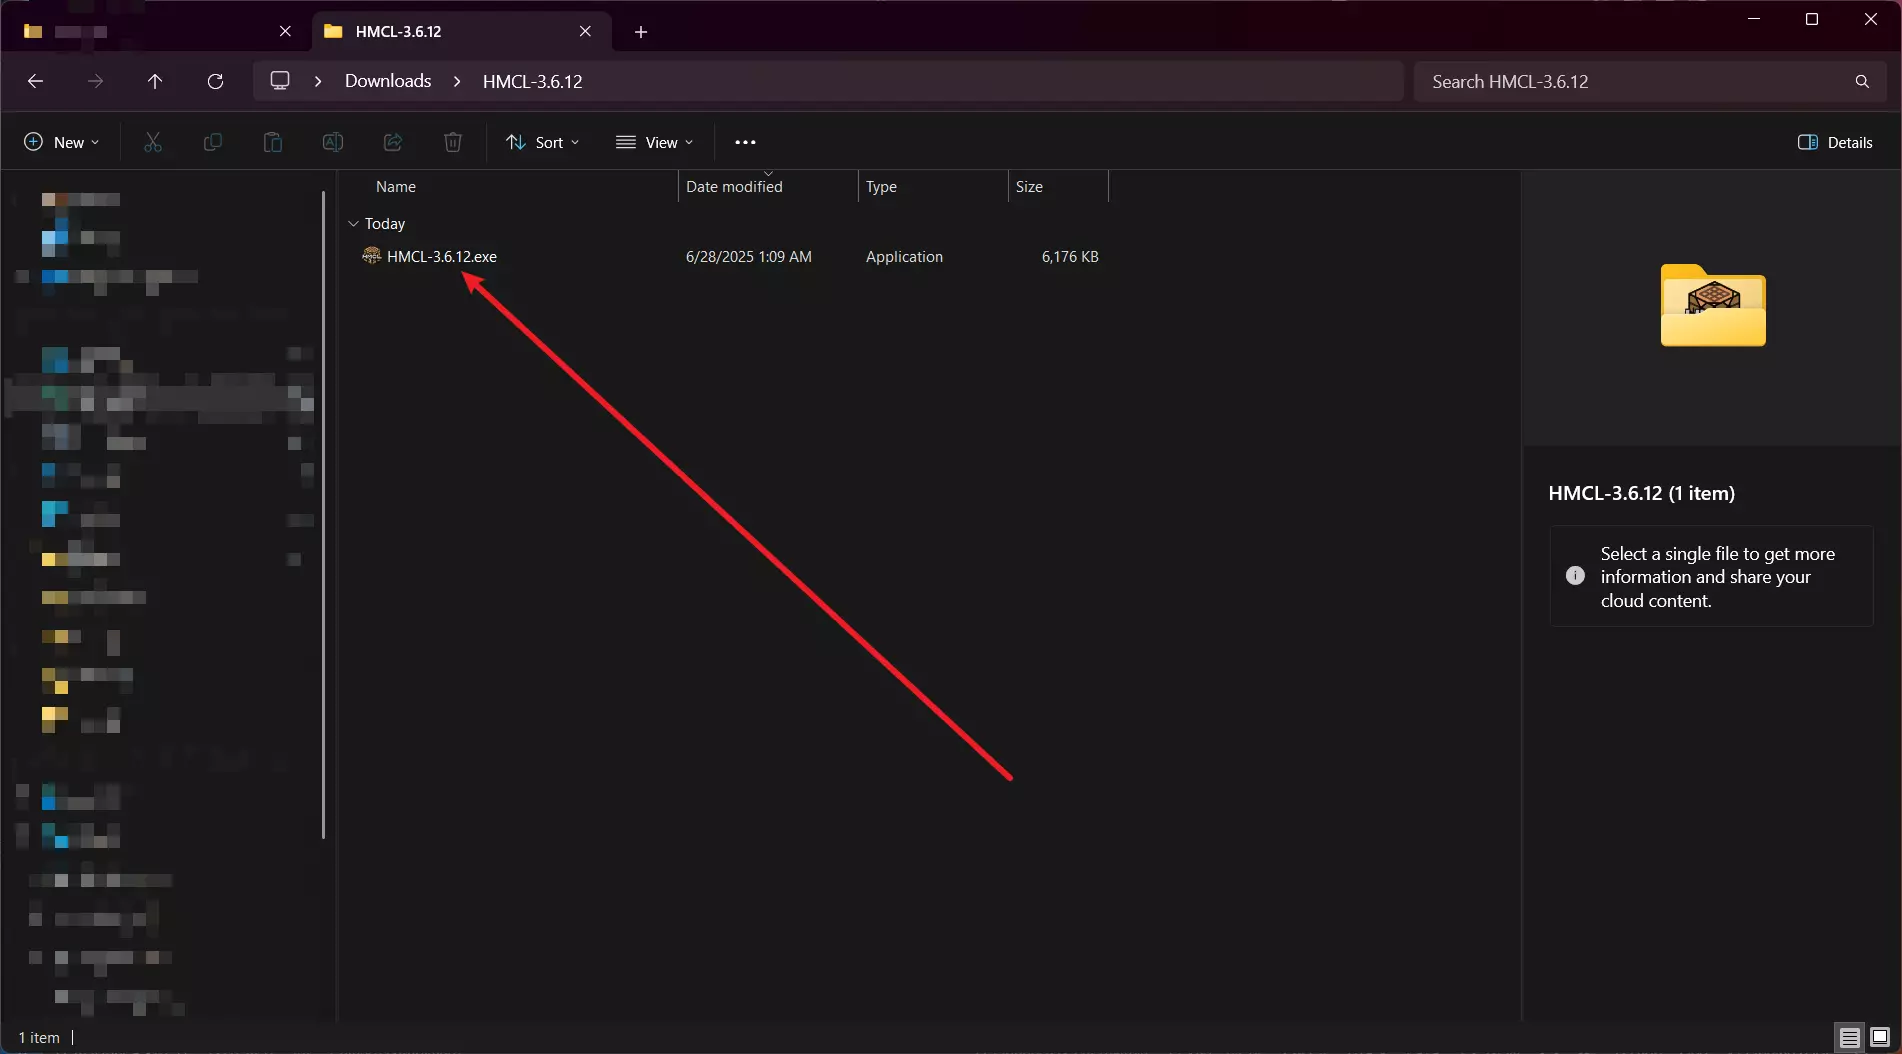 HMCL-3.6.12
Downloads
HMCL-3.6.12
Search HMCL-3.6.12
New
Sort
View
Details
Name
Date modified
Type
Size
Today
HMCL-3.6.12.exe
6/28/2025 1:09 AM
Application
6,176 KB
HMCL-3.6.12 (1 item)
Select a single file to get more
information and share your
cloud content.
1 item